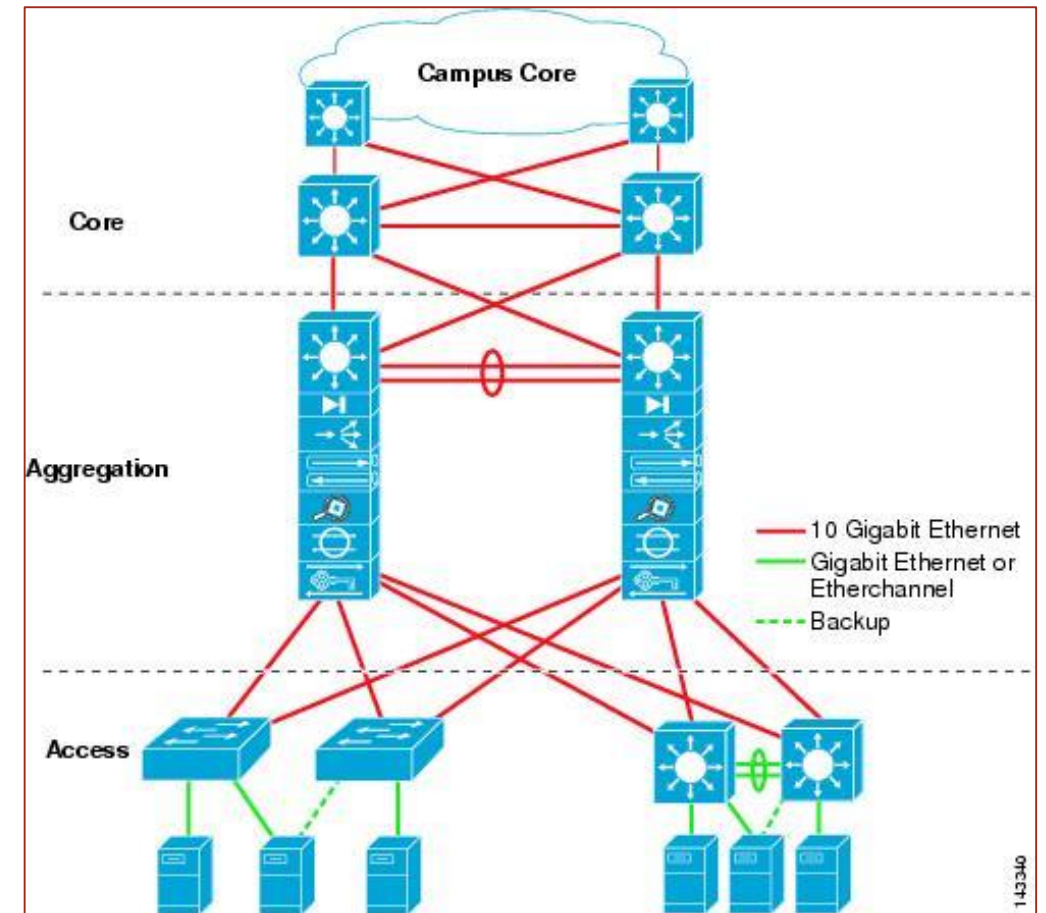 Campus Core
Core
Aggregation
10 Gigabit Ethernet
Gigabit Ethernet or
Etherchannel
Backup
Access
143340